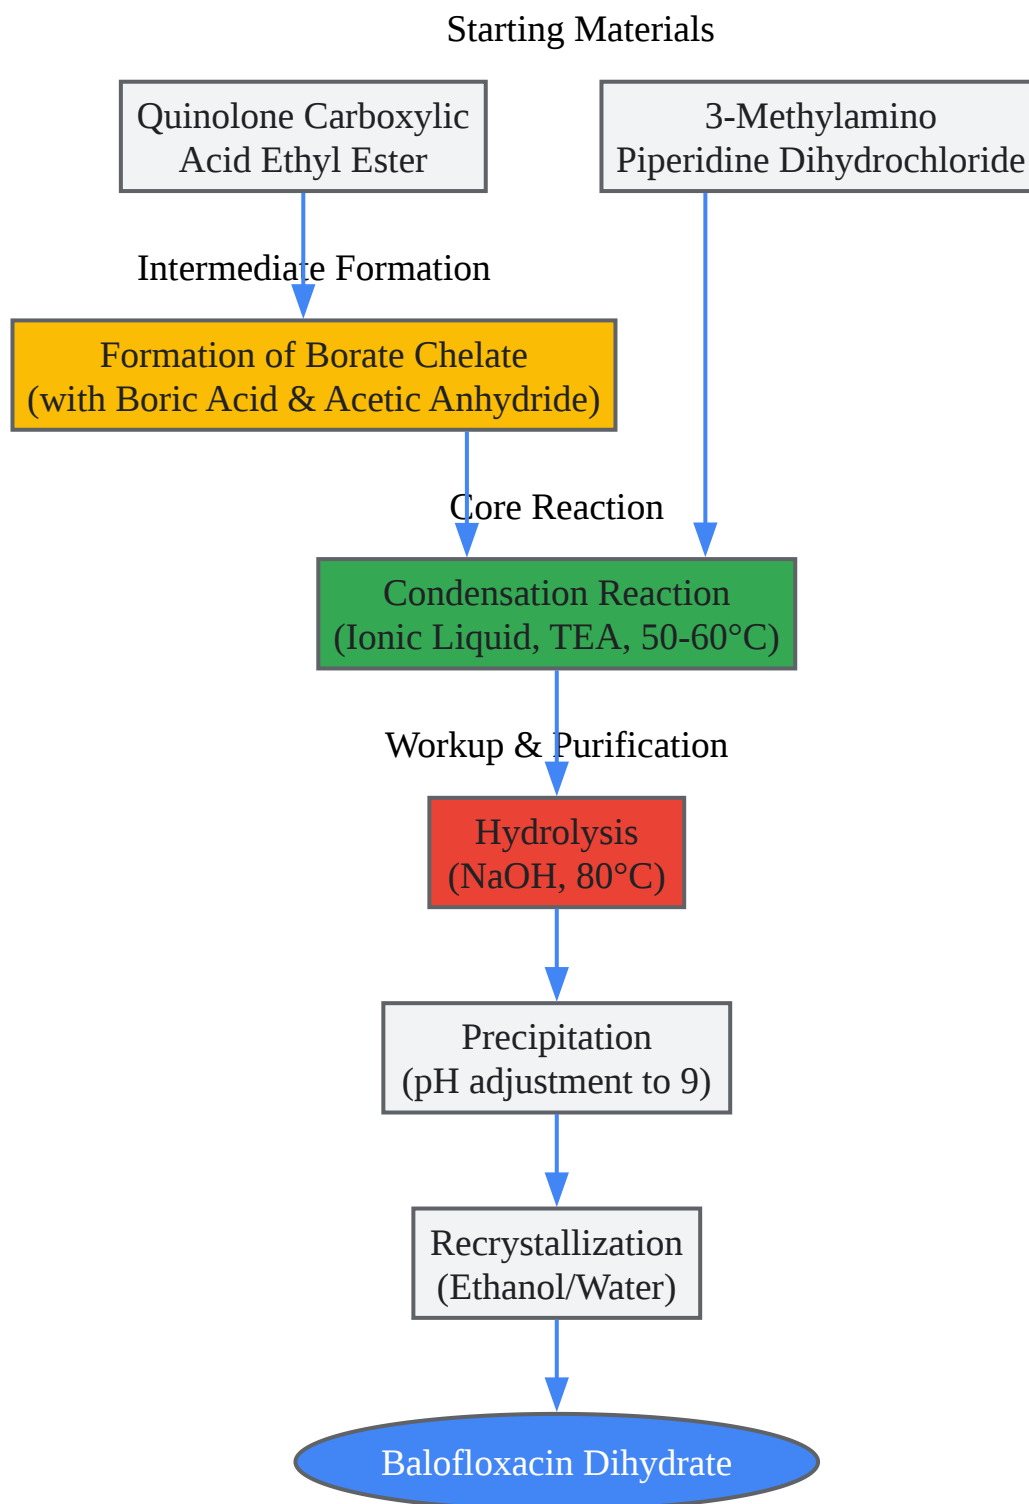 Starting Materials
Quinolone Carboxylic
Acid Ethyl Ester
3-Methylamino
Piperidine Dihydrochloride
Intermediate Formation
Formation of Borate Chelate
(with Boric Acid & Acetic Anhydride)
Core Reaction
Condensation Reaction
(Ionic Liquid, TEA, 50-60°C)
Workup & Purification
Hydrolysis
(NaOH, 80°C)
Precipitation
(pH adjustment to 9)
Recrystallization
(Ethanol/Water)
Balofloxacin Dihydrate